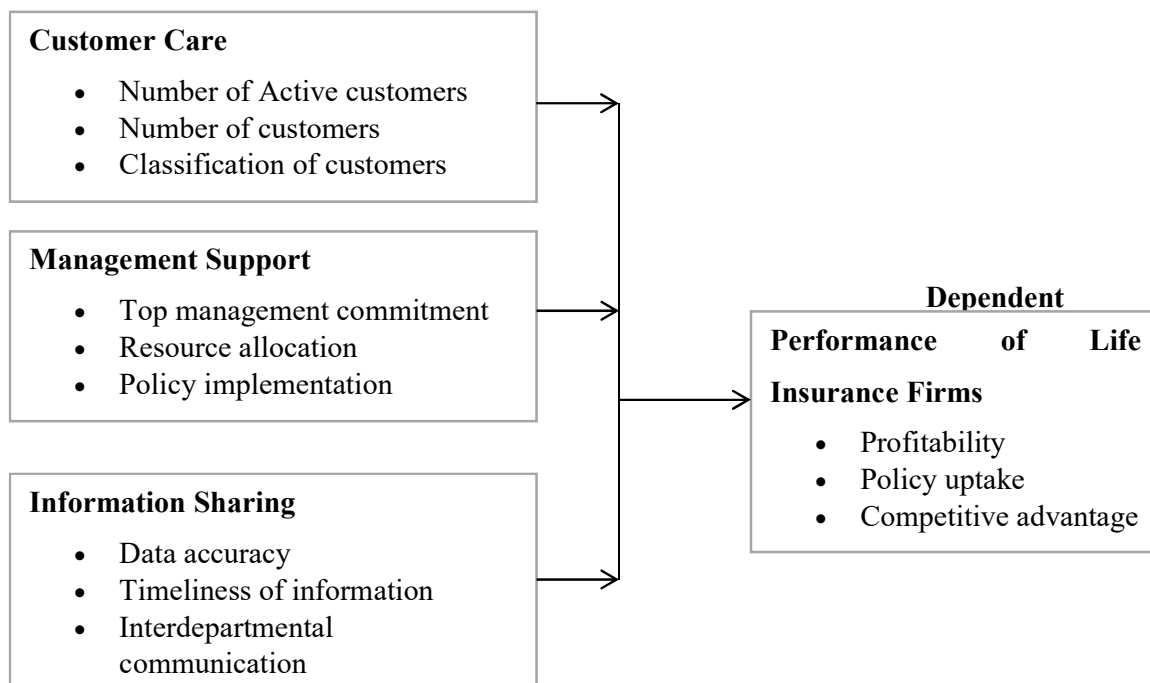 Customer Care
• Number of Active customers
• Number of customers
• Classification of customers
Management Support
• Top management commitment
• Resource allocation
• Policy implementation
Information Sharing
• Data accuracy
• Timeliness of information
• Interdepartmental
communication
Dependent
Performance of Life
Insurance Firms
• Profitability
• Policy uptake
• Competitive advantage